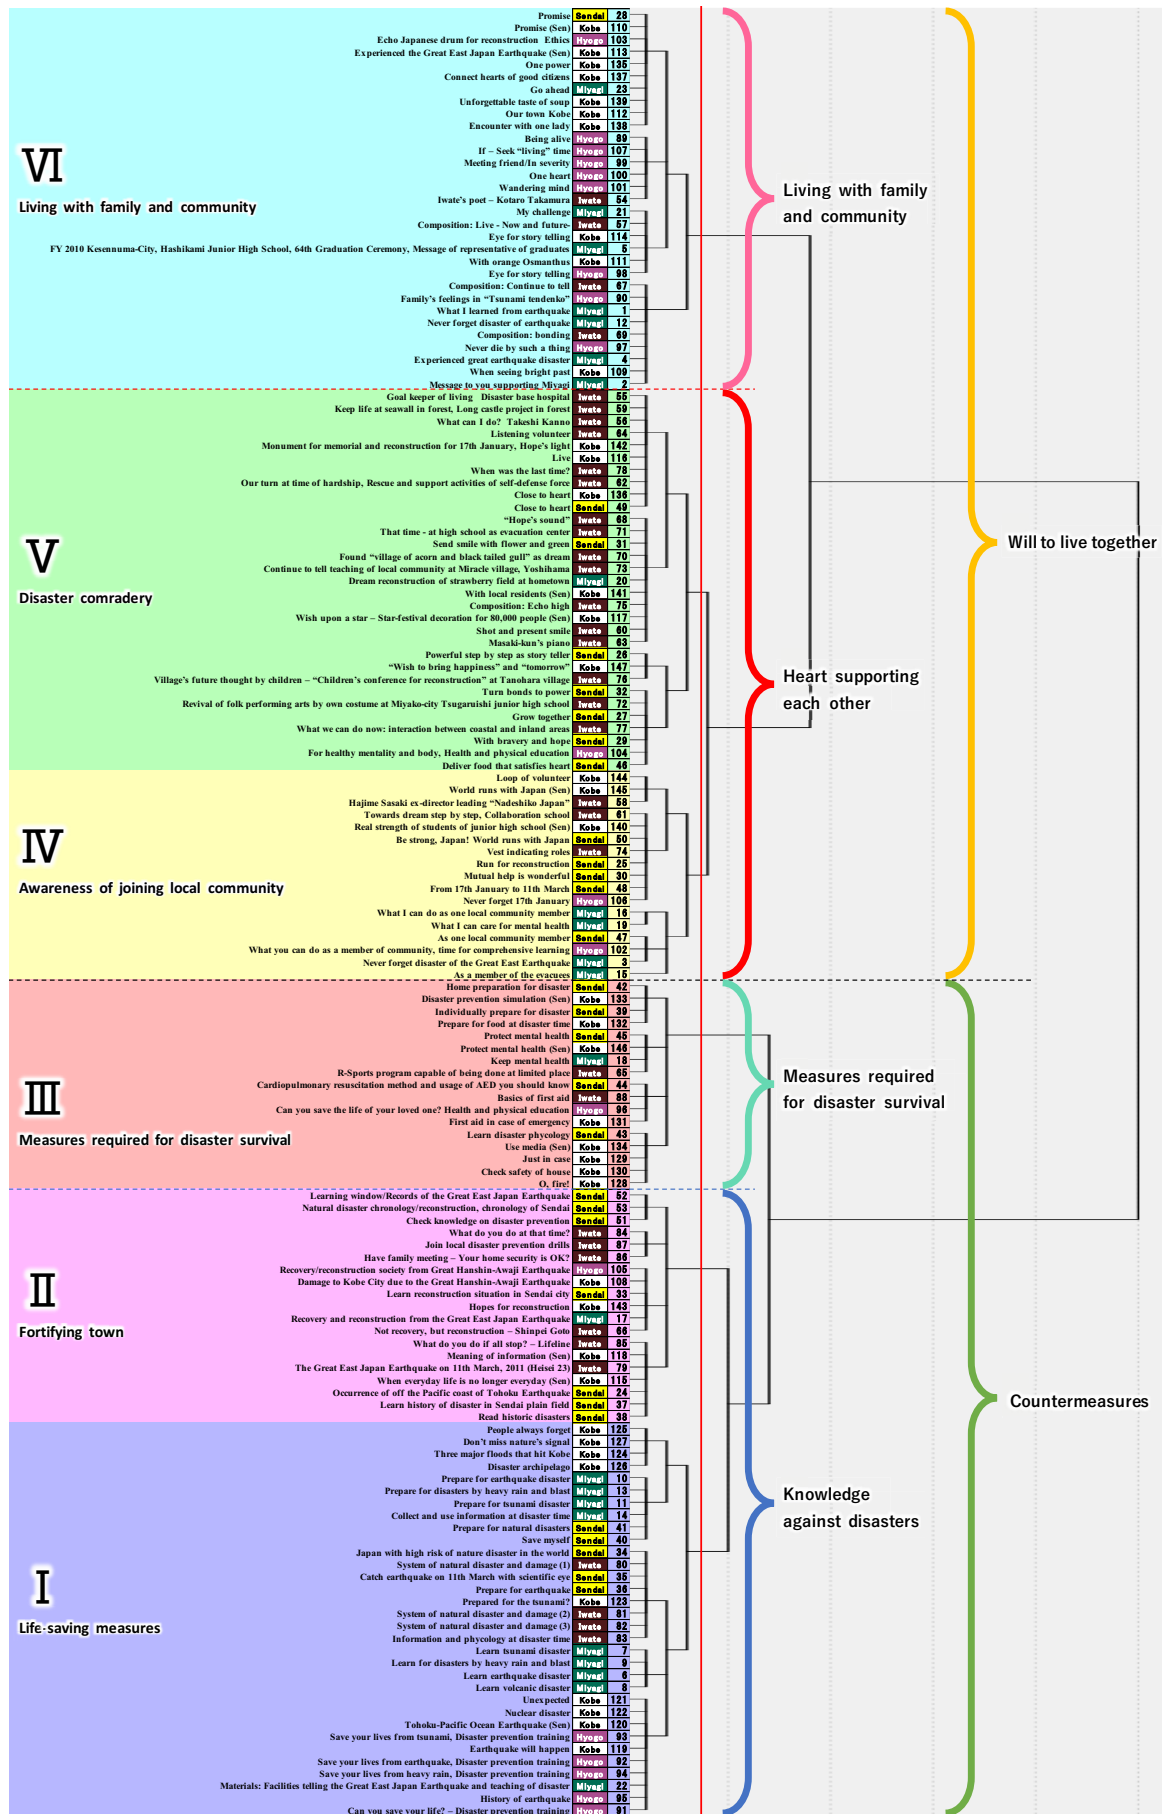 Promise Sendai 28
Promise (Sen) Kobe 110
Echo Japanese drum for reconstruction Ethics Hyogo 103
Experienced the Great East Japan Earthquake (Sen) Kobe 113
One power Kobe 135
Connect hearts of good citizens Kobe 137
Go ahead Miyagi 23
Unforgettable taste of soup Kobe 139
Our town Kobe Kobe 112
Encounter with one lady Kobe 138
Being alive Hyogo 89
If – Seek “living” time Hyogo 107
Meeting friend/In severity Hyogo 99
One heart Hyogo 100
Wandering mind Hyogo 101
Iwate’s poet – Kotaro Takamura Iwate 54
My challenge Miyagi 21
Composition: Live - Now and future- Iwate 57
Eye for story telling Kobe 114
FY 2010 Kesennuma-City, Hashikami Junior High School, 64th Graduation Ceremony, Message of representative of graduates Miyagi 5
With orange Osmanthus Kobe 111
Eye for story telling Hyogo 98
Composition: Continue to tell Iwate 67
Family’s feelings in “Tsunami tendenko” Hyogo 90
What I learned from earthquake Miyagi 1
Never forget disaster of earthquake Miyagi 12
Composition: bonding Iwate 69
Never die by such a thing Hyogo 97
Experienced great earthquake disaster Miyagi 4
When seeing bright past Kobe 109
Message to you supporting Miyagi Miyagi 2
VI
Living with family and community
Living with family
and community
Goal keeper of living Disaster base hospital Iwate 55
Keep life at seawall in forest, Long castle project in forest Iwate 59
What can I do? Takeshi Kanno Iwate 56
Listening volunteer Iwate 64
Monument for memorial and reconstruction for 17th January, Hope’s light Kobe 142
Live Kobe 116
When was the last time? Iwate 78
Our turn at time of hardship, Rescue and support activities of self-defense force Iwate 62
Close to heart Kobe 136
Close to heart Sendai 49
“Hope’s sound” Iwate 68
That time - at high school as evacuation center Iwate 71
Send smile with flower and green Sendai 31
Found “village of acorn and black tailed gull” as dream Iwate 70
Continue to tell teaching of local community at Miracle village, Yoshihama Iwate 73
Dream reconstruction of strawberry field at hometown Miyagi 20
With local residents (Sen) Kobe 141
Composition: Echo high Iwate 75
Wish upon a star – Star-festival decoration for 80,000 people (Sen) Kobe 117
Shot and present smile Iwate 60
Masaki-kun’s piano Iwate 63
Powerful step by step as story teller Sendai 26
“Wish to bring happiness” and “tomorrow” Kobe 147
Village’s future thought by children – “Children’s conference for reconstruction” at Tanohara village Iwate 76
Turn bonds to power Sendai 32
Revival of folk performing arts by own costume at Miyako-city Tsugaruishi junior high school Iwate 72
Grow together Sendai 27
What we can do now: interaction between coastal and inland areas Iwate 77
With bravery and hope Sendai 29
For healthy mentality and body, Health and physical education Hyogo 104
Deliver food that satisfies heart Sendai 46
V
Disaster comradery
Will to live together
Heart supporting
each other
Loop of volunteer Kobe 144
World runs with Japan (Sen) Kobe 145
Hajime Sasaki ex-director leading “Nadeshiko Japan” Iwate 58
Towards dream step by step, Collaboration school Iwate 61
Real strength of students of junior high school (Sen) Kobe 140
Be strong, Japan! World runs with Japan Sendai 50
Vest indicating roles Iwate 74
Run for reconstruction Sendai 25
Mutual help is wonderful Sendai 30
From 17th January to 11th March Sendai 48
Never forget 17th January Hyogo 106
What I can do as one local community member Miyagi 16
What I can care for mental health Miyagi 19
As one local community member Sendai 47
What you can do as a member of community, time for comprehensive learning Hyogo 102
Never forget disaster of the Great East Earthquake Miyagi 3
As a member of the evacuees Miyagi 15
IV
Awareness of joining local community
Home preparation for disaster Sendai 42
Disaster prevention simulation (Sen) Kobe 133
Individually prepare for disaster Sendai 39
Prepare for food at disaster time Kobe 132
Protect mental health Sendai 45
Protect mental health (Sen) Kobe 146
Keep mental health Miyagi 18
R-Sports program capable of being done at limited place Iwate 65
Cardiopulmonary resuscitation method and usage of AED you should know Sendai 44
Basics of first aid Iwate 88
Can you save the life of your loved one? Health and physical education Hyogo 96
First aid in case of emergency Kobe 131
Learn disaster phycology Sendai 43
Use media (Sen) Kobe 134
Just in case Kobe 129
Check safety of house Kobe 130
O, fire! Kobe 128
III
Measures required for disaster survival
Measures required
for disaster survival
Learning window/Records of the Great East Japan Earthquake Sendai 52
Natural disaster chronology/reconstruction, chronology of Sendai Sendai 53
Check knowledge on disaster prevention Sendai 51
What do you do at that time? Iwate 84
Join local disaster prevention drills Iwate 87
Have family meeting – Your home security is OK? Iwate 86
Recovery/reconstruction society from Great Hanshin-Awaji Earthquake Hyogo 105
Damage to Kobe City due to the Great Hanshin-Awaji Earthquake Kobe 108
Learn reconstruction situation in Sendai city Sendai 33
Hopes for reconstruction Kobe 143
Recovery and reconstruction from the Great East Japan Earthquake Miyagi 17
Not recovery, but reconstruction – Shinpei Goto Iwate 66
What do you do if all stop? – Lifeline Iwate 85
Meaning of information (Sen) Kobe 118
The Great East Japan Earthquake on 11th March, 2011 (Heisei 23) Iwate 79
When everyday life is no longer everyday (Sen) Kobe 115
Occurrence of off the Pacific coast of Tohoku Earthquake Sendai 24
Learn history of disaster in Sendai plain field Sendai 37
Read historic disasters Sendai 38
II
Fortifying town
Countermeasures
People always forget Kobe 125
Don’t miss nature’s signal Kobe 127
Three major floods that hit Kobe Kobe 124
Disaster archipelago Kobe 126
Prepare for earthquake disaster Miyagi 10
Prepare for disasters by heavy rain and blast Miyagi 13
Prepare for tsunami disaster Miyagi 11
Collect and use information at disaster time Miyagi 14
Prepare for natural disasters Sendai 41
Save myself Sendai 40
Japan with high risk of nature disaster in the world Sendai 34
System of natural disaster and damage (1) Iwate 80
Catch earthquake on 11th March with scientific eye Sendai 35
Prepare for earthquake Sendai 36
Prepared for the tsunami? Kobe 123
System of natural disaster and damage (2) Iwate 81
System of natural disaster and damage (3) Iwate 82
Information and phycology at disaster time Iwate 83
Learn tsunami disaster Miyagi 7
Learn for disasters by heavy rain and blast Miyagi 9
Learn earthquake disaster Miyagi 6
Learn volcanic disaster Miyagi 8
Unexpected Kobe 121
Nuclear disaster Kobe 122
Tohoku-Pacific Ocean Earthquake (Sen) Kobe 120
Save your lives from tsunami, Disaster prevention training Hyogo 93
Earthquake will happen Kobe 119
Save your lives from earthquake, Disaster prevention training Hyogo 92
Save your lives from heavy rain, Disaster prevention training Hyogo 94
Materials: Facilities telling the Great East Japan Earthquake and teaching of disaster Miyagi 22
History of earthquake Hyogo 95
Can you save your life? – Disaster prevention training Hyogo 91
I
Life-saving measures
Knowledge
against disasters